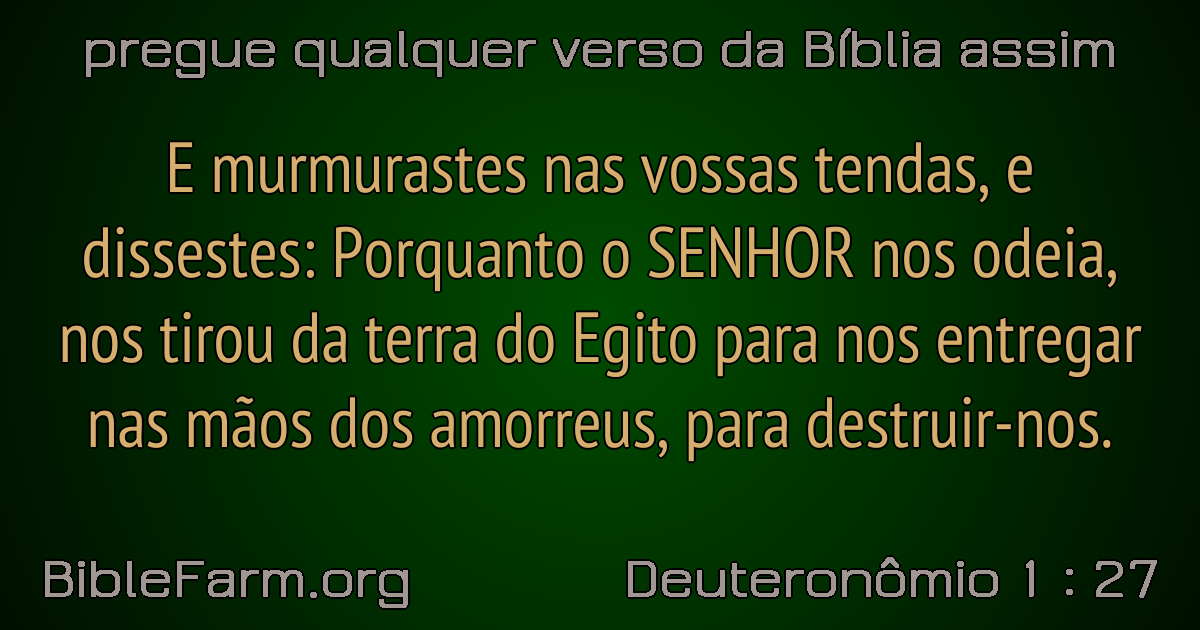 pregue qualquer verso da Bíblia assim
E murmurastes nas vossas tendas, e
dissestes: Porquanto o SENHOR nos odeia,
nos tirou da terra do Egito para nos entregar
nas mãos dos amorreus, para destruir-nos.
BibleFarm.org
Deuteronômio 1 : 27